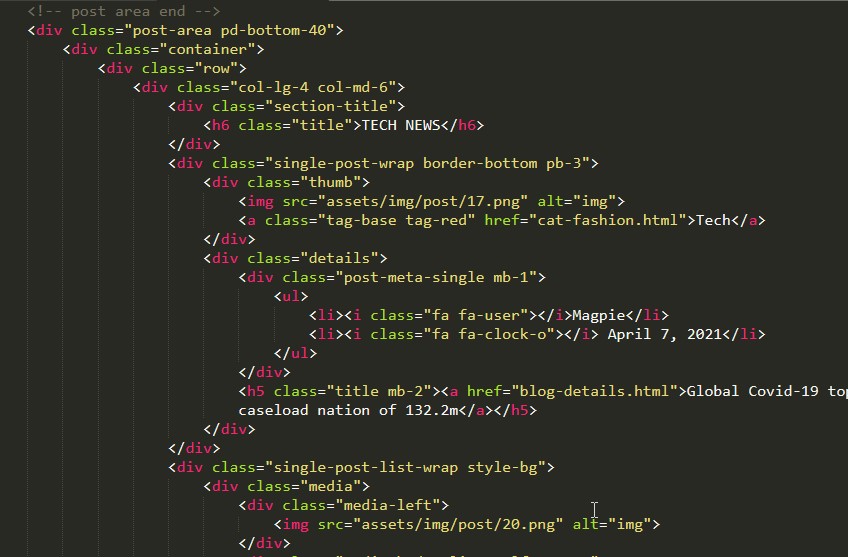 <!-- post area end -->
<div class="post-area pd-bottom-40">
<div class="container">
<div class="row">
<div class="col-lg-4 col-md-6">
<div class="section-title">
<h6 class="title">TECH NEWS</h6>
</div>
<div class="single-post-wrap border-bottom pb-3">
<div class="thumb">
<img src="assets/img/post/17.png" alt="img">
<a class="tag-base tag-red" href="cat-fashion.html">Tech</a>
</div>
<div class="details">
<div class="post-meta-single mb-1">
<ul>
<li><i class="fa fa-user"></i>Magpie</li>
<li><i class="fa fa-clock-o"></i> April 7, 2021</li>
</ul>
</div>
<h5 class="title mb-2"><a href="blog-details.html">Global Covid-19 top
caseload nation of 132.2m</a></h5>
</div>
</div>
<div class="single-post-list-wrap style-bg">
<div class="media">
<div class="media-left">
<img src="assets/img/post/20.png" alt="img">
</div>